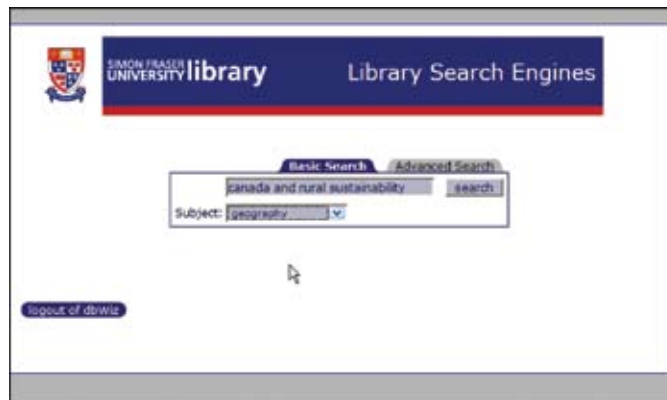 SIMON FRASER
UNIVERSITY library
Library Search Engines
Basic Search Advanced Search
canada and rural sustainability search
Subject: geography
logout of dbwiz